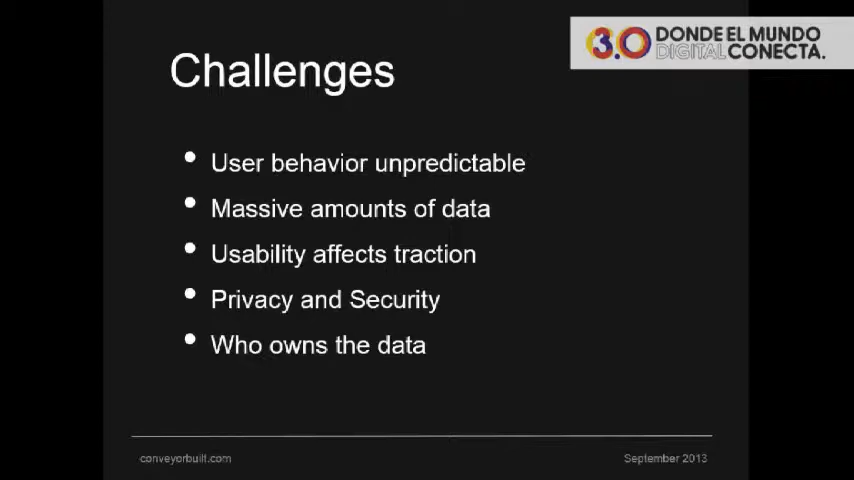 3.0 DONDE EL MUNDO
DIGITAL CONECTA.
Challenges
• User behavior unpredictable
• Massive amounts of data
• Usability affects traction
• Privacy and Security
• Who owns the data
conveyorbuilt.com
September 2013